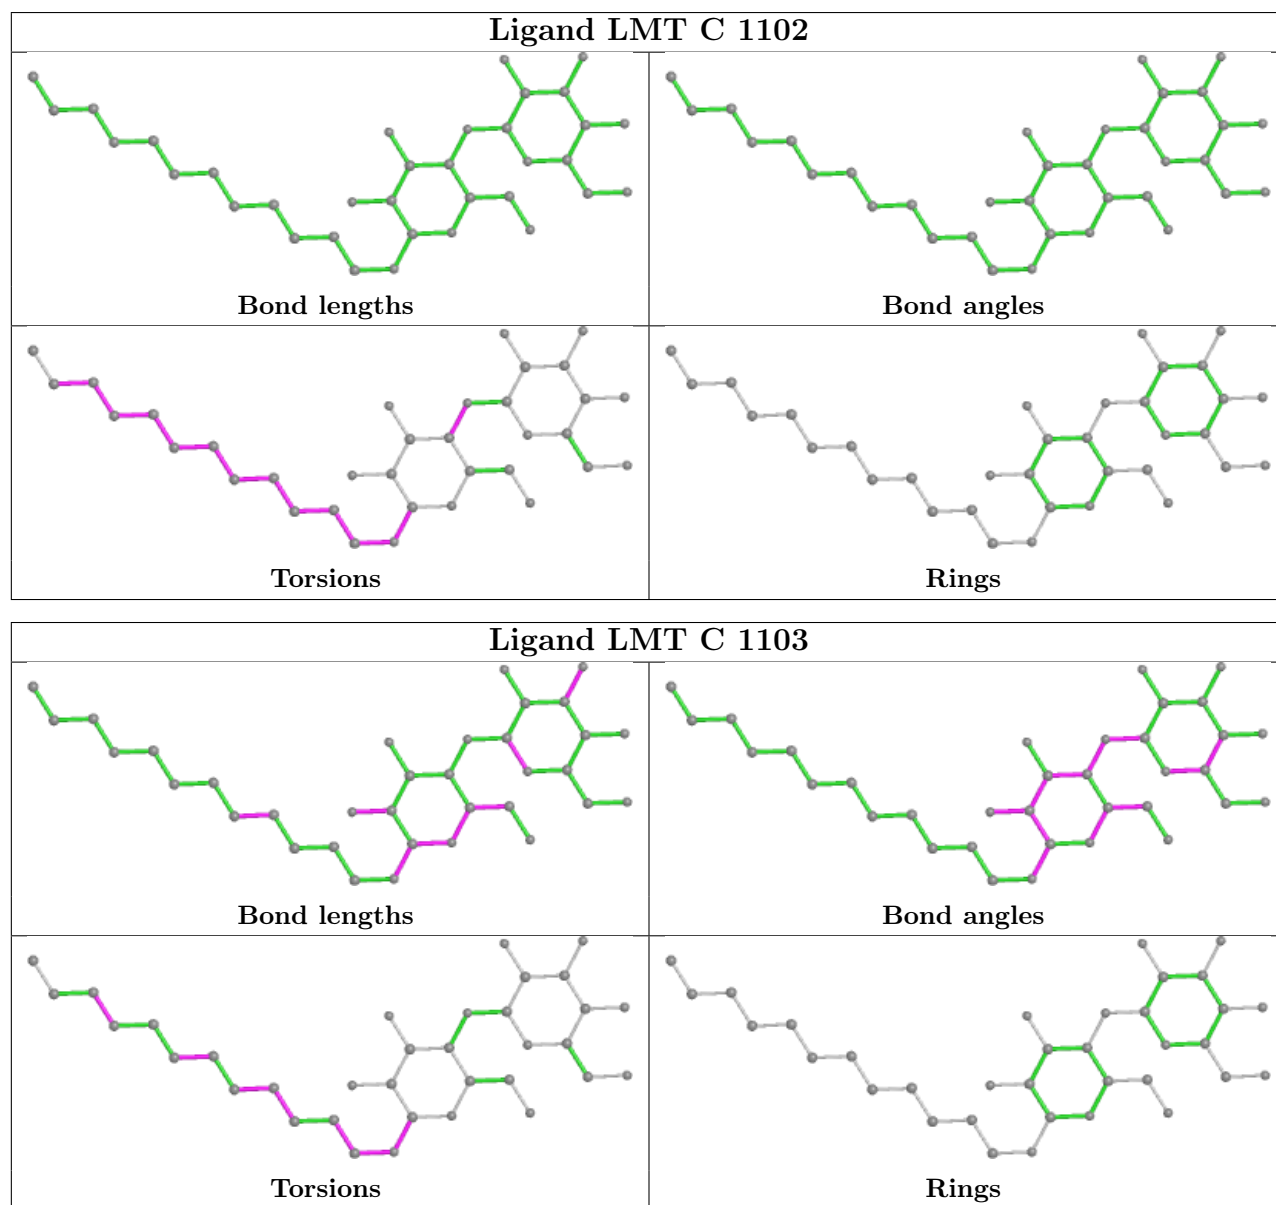 Ligand LMT C 1102
Bond lengths
Bond angles
Torsions
Rings
Ligand LMT C 1103
Bond lengths
Bond angles
Torsions
Rings